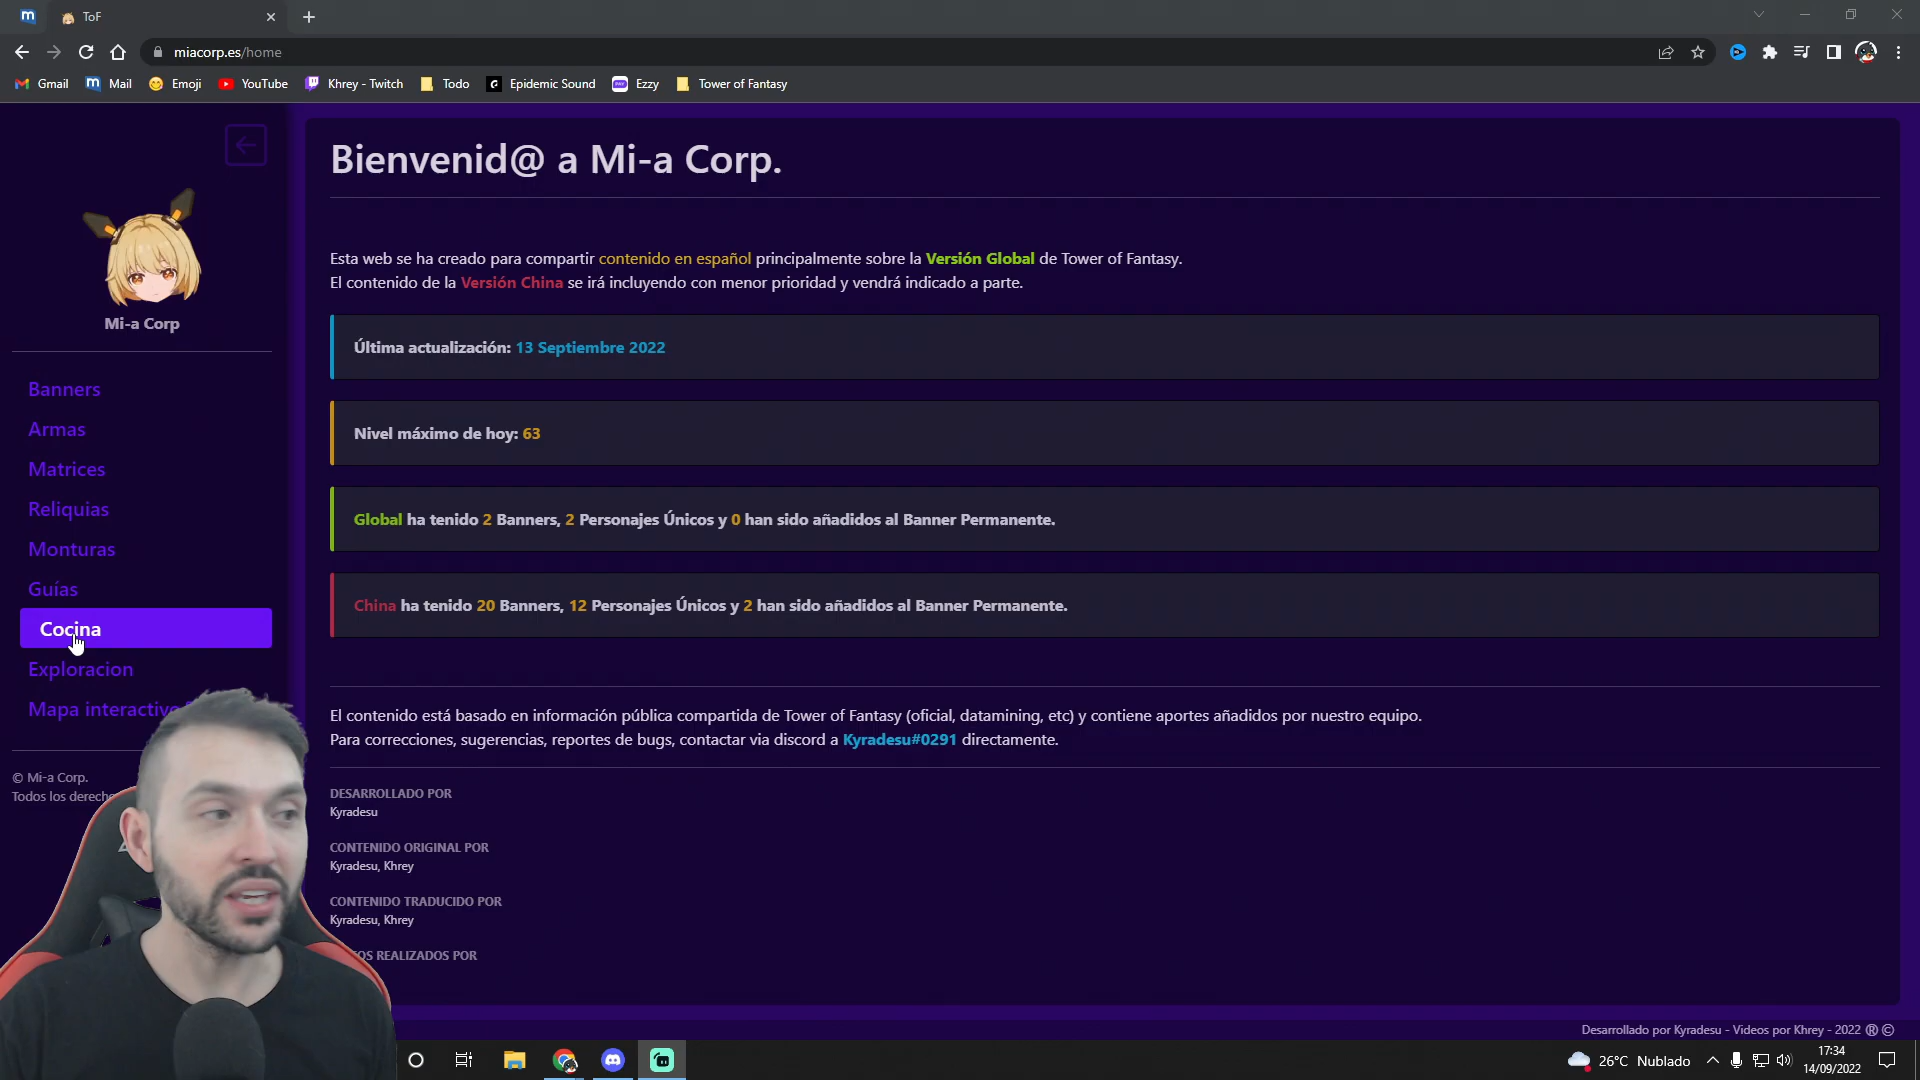 ToF
miacorp.es/home
Gmail
Mail
Emoji
YouTube
Khrey - Twitch
Todo
Epidemic Sound
Ezzy
Tower of Fantasy
Mi-a Corp
Banners
Armas
Matrices
Reliquias
Monturas
Guías
Cocina
Exploracion
Mapa interactivo
© Mi-a Corp.
Todos los
Bienvenid@ a Mi-a Corp.
Esta web se ha creado para compartir contenido en español principalmente sobre la Versión Global de Tower of Fantasy.
El contenido de la Versión China se irá incluyendo con menor prioridad y vendrá indicado a parte.
Última actualización: 13 Septiembre 2022
Nivel máximo de hoy: 63
Global ha tenido 2 Banners, 2 Personajes Únicos y 0 han sido añadidos al Banner Permanente.
China ha tenido 20 Banners, 12 Personajes Únicos y 2 han sido añadidos al Banner Permanente.
El contenido está basado en información pública compartida de Tower of Fantasy (oficial, datamining, etc) y contiene aportes añadidos por nuestro equipo.
Para correcciones, sugerencias, reportes de bugs, contactar via discord a Kyradesu#0291 directamente.
DESARROLLADO POR
Kyradesu
CONTENIDO ORIGINAL POR
Kyradesu, Khrey
CONTENIDO TRADUCIDO POR
Kyradesu, Khrey
REALIZADOS POR
Desarrollado por Kyradesu - Videos por Khrey - 2022 ® ©
26°C Nublado
17:34
14/09/2022